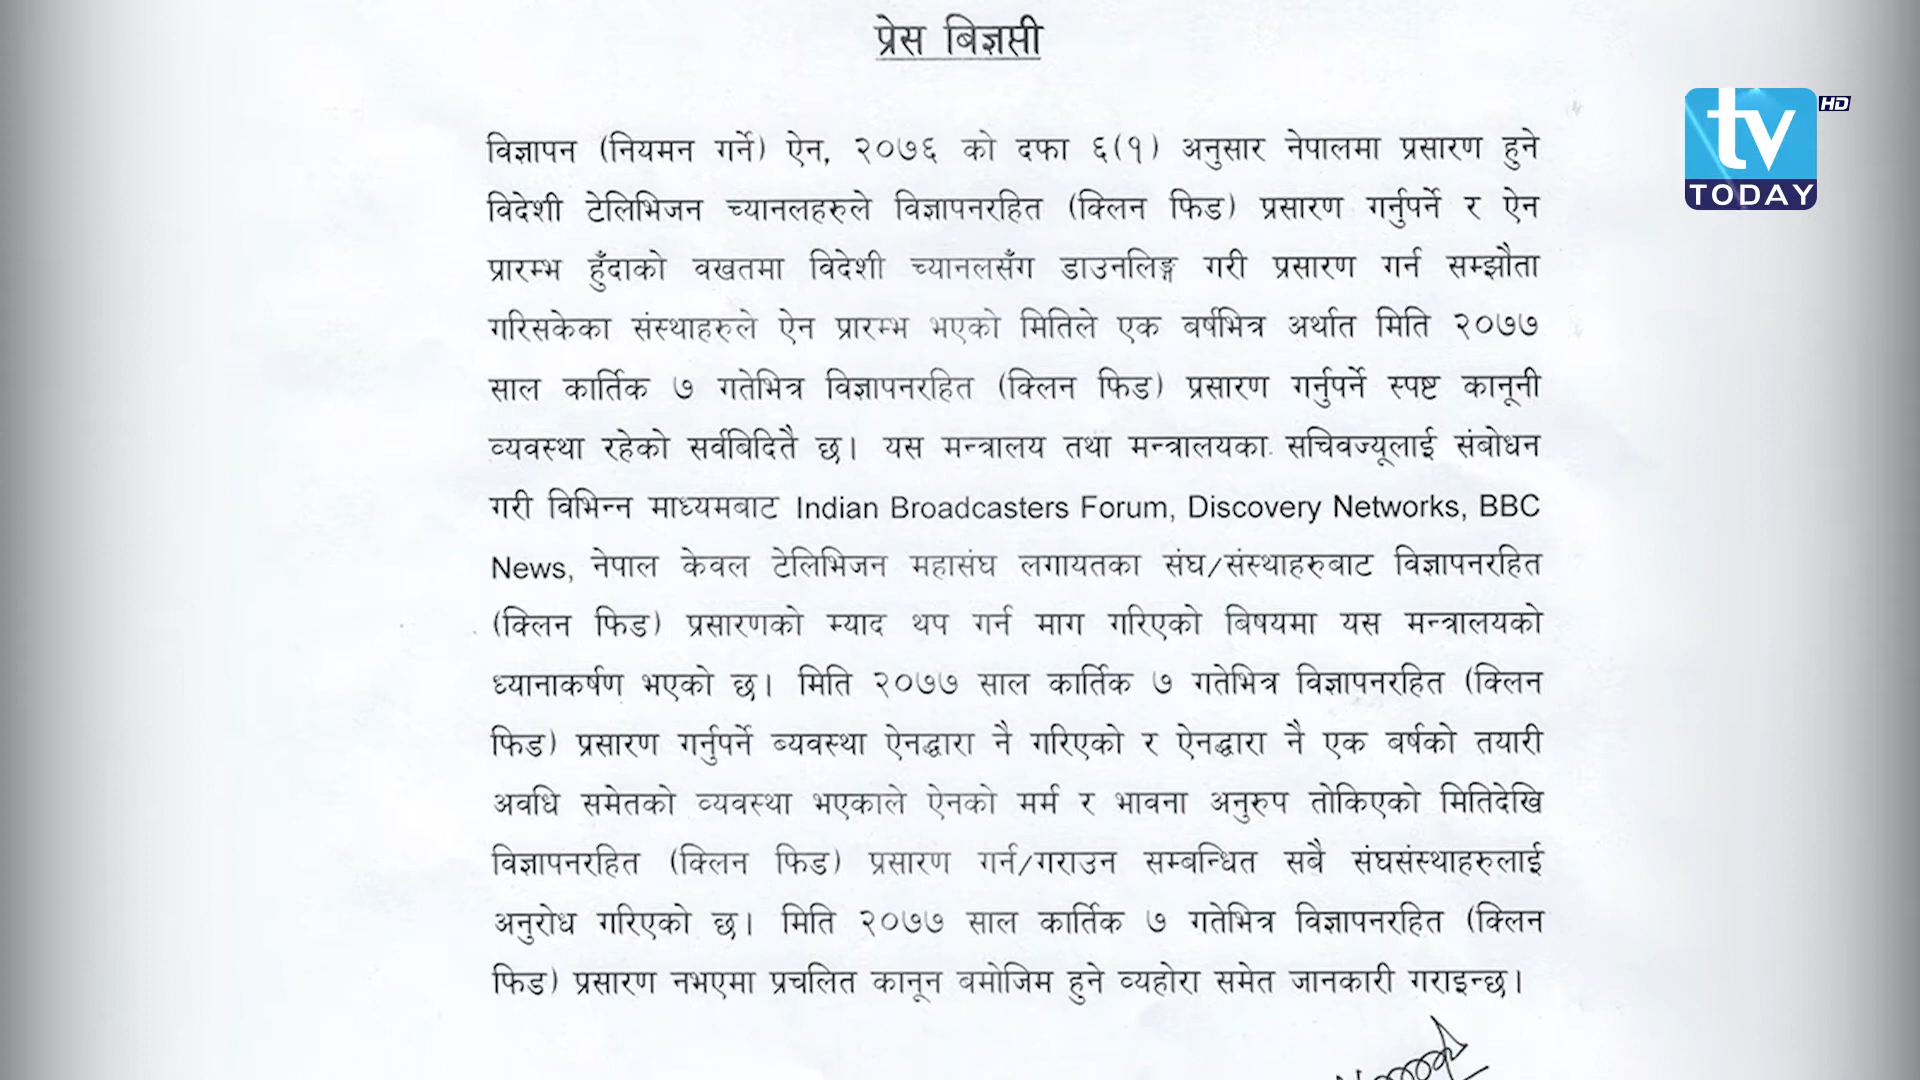 प्रेस बिज्ञप्ती
tv HD
TODAY
विज्ञापन (नियमन गर्ने) ऐन, २०७६ को दफा ६(१) अनुसार नेपालमा प्रसारण हुने
विदेशी टेलिभिजन च्यानलहरुले विज्ञापनरहित (क्लिन फिड) प्रसारण गर्नुपर्ने र ऐन
प्रारम्भ हुँदाको वखतमा विदेशी च्यानलसँग डाउनलिङ्ग गरी प्रसारण गर्न सम्झौता
गरिसकेका संस्थाहरुले ऐन प्रारम्भ भएको मितिले एक बर्षभित्र अर्थात मिति २०७७
साल कार्तिक ७ गतेभित्र विज्ञापनरहित (क्लिन फिड) प्रसारण गर्नुपर्ने स्पष्ट कानूनी
व्यवस्था रहेको सर्वबिदितै छ। यस मन्त्रालय तथा मन्त्रालयका सचिवज्यूलाई संबोधन
गरी विभिन्न माध्यमबाट Indian Broadcasters Forum, Discovery Networks, BBC
News, नेपाल केवल टेलिभिजन महासंघ लगायतका संघ/संस्थाहरुबाट विज्ञापनरहित
(क्लिन फिड) प्रसारणको म्याद थप गर्न माग गरिएको बिषयमा यस मन्त्रालयको
ध्यानाकर्षण भएको छ। मिति २०७७ साल कार्तिक ७ गतेभित्र विज्ञापनरहित (क्लिन
फिड) प्रसारण गर्नुपर्ने ब्यवस्था ऐनद्धारा नै गरिएको र ऐनद्धारा नै एक बर्षको तयारी
अवधि समेतको व्यवस्था भएकाले ऐनको मर्म र भावना अनुरुप तोकिएको मितिदेखि
विज्ञापनरहित (क्लिन फिड) प्रसारण गर्न/गराउन सम्बन्धित सबै संघसंस्थाहरुलाई
अनुरोध गरिएको छ। मिति २०७७ साल कार्तिक ७ गतेभित्र विज्ञापनरहित (क्लिन
फिड) प्रसारण नभएमा प्रचलित कानून बमोजिम हुने व्यहोरा समेत जानकारी गराइन्छ।